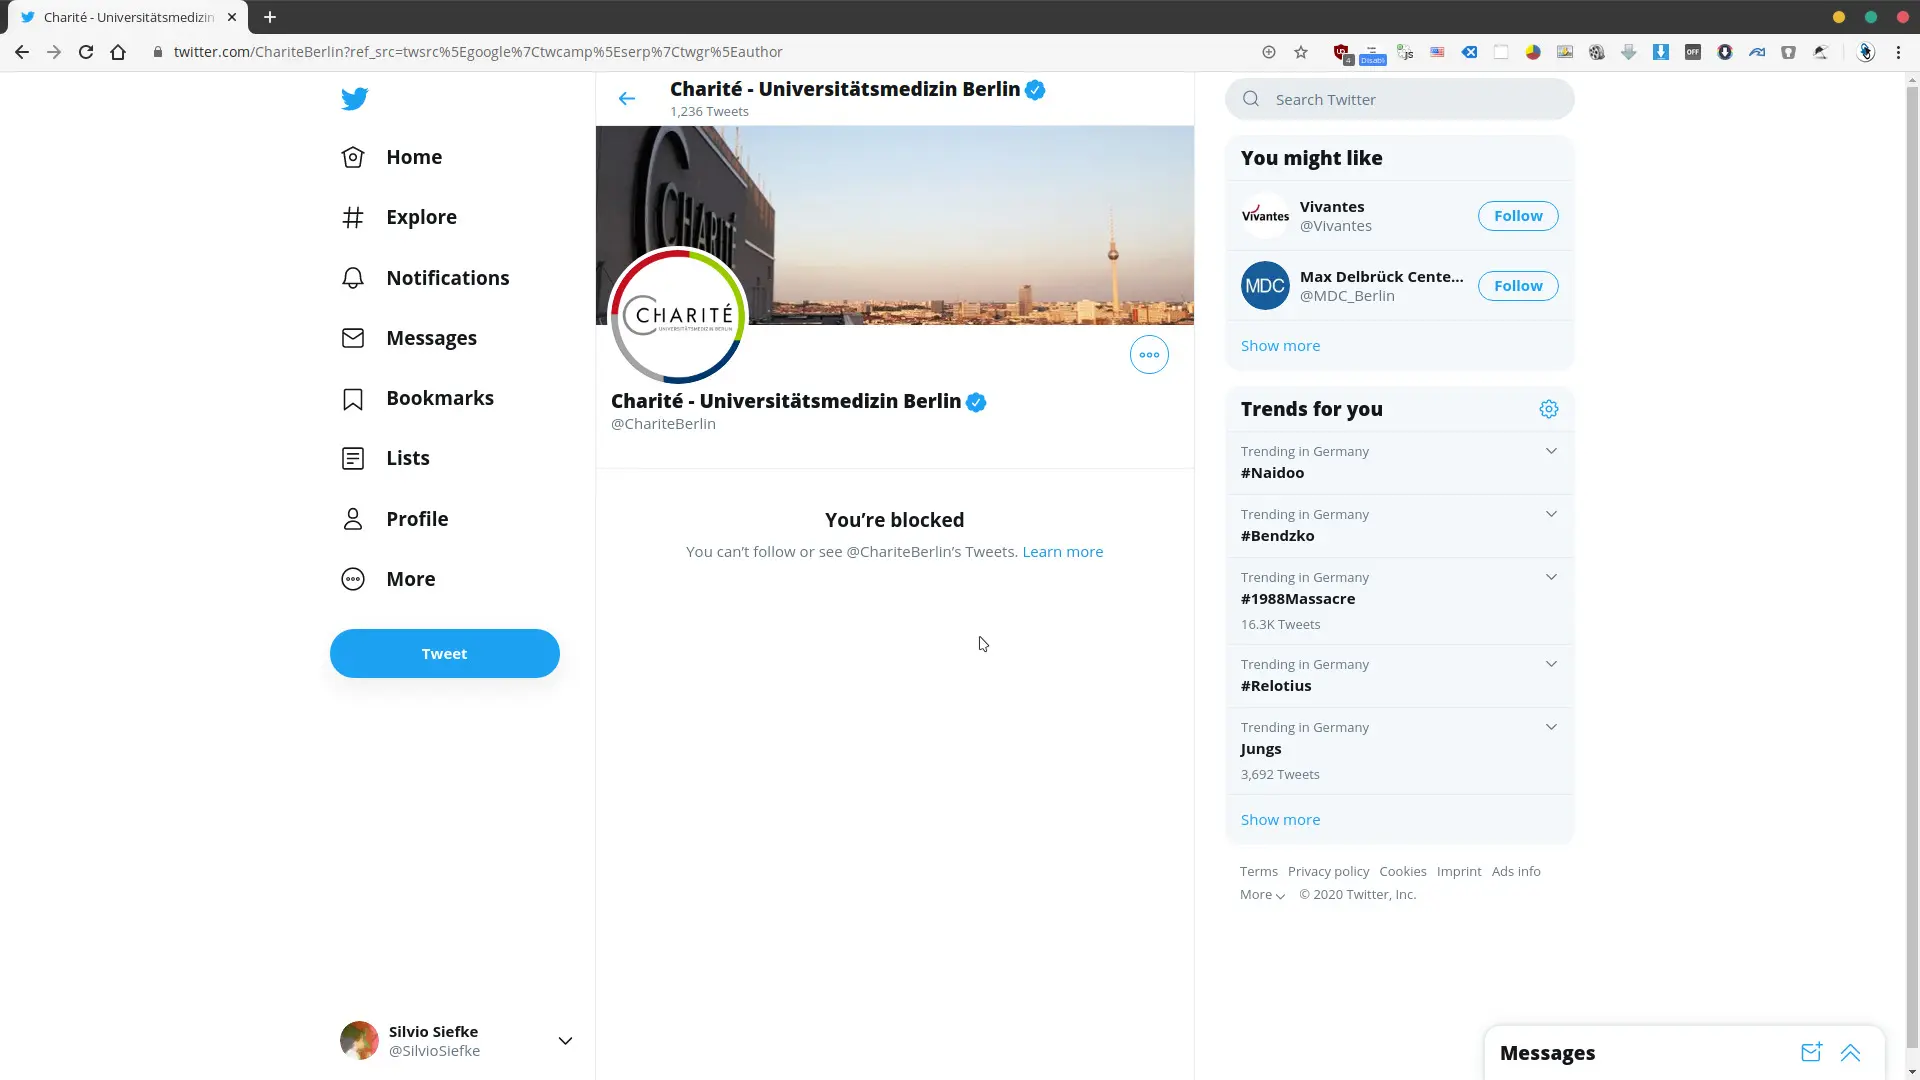 Charité - Universitätsmedizin
twitter.com/ChariteBerlin?ref_src=twsrc%5Egoogle%7Ctwcamp%5Eserp%7Ctwgr%5Eauthor
4
Disabl
JS
OFF
Home
Explore
Notifications
Messages
Bookmarks
Lists
Profile
More
Tweet
Silvio Siefke
@SilvioSiefke
Charité - Universitätsmedizin Berlin
1,236 Tweets
CHARITÉ
CHARITÉ
UNIVERSITÄTSMEDIZIN BERLIN
Charité - Universitätsmedizin Berlin
@ChariteBerlin
You’re blocked
You can’t follow or see @ChariteBerlin’s Tweets. Learn more
Search Twitter
You might like
Vivantes
Vivantes
@Vivantes
Follow
MDC
Max Delbrück Cente...
@MDC_Berlin
Follow
Show more
Trends for you
Trending in Germany
#Naidoo
Trending in Germany
#Bendzko
Trending in Germany
#1988Massacre
16.3K Tweets
Trending in Germany
#Relotius
Trending in Germany
Jungs
3,692 Tweets
Show more
Terms Privacy policy Cookies Imprint Ads info
More © 2020 Twitter, Inc.
Messages